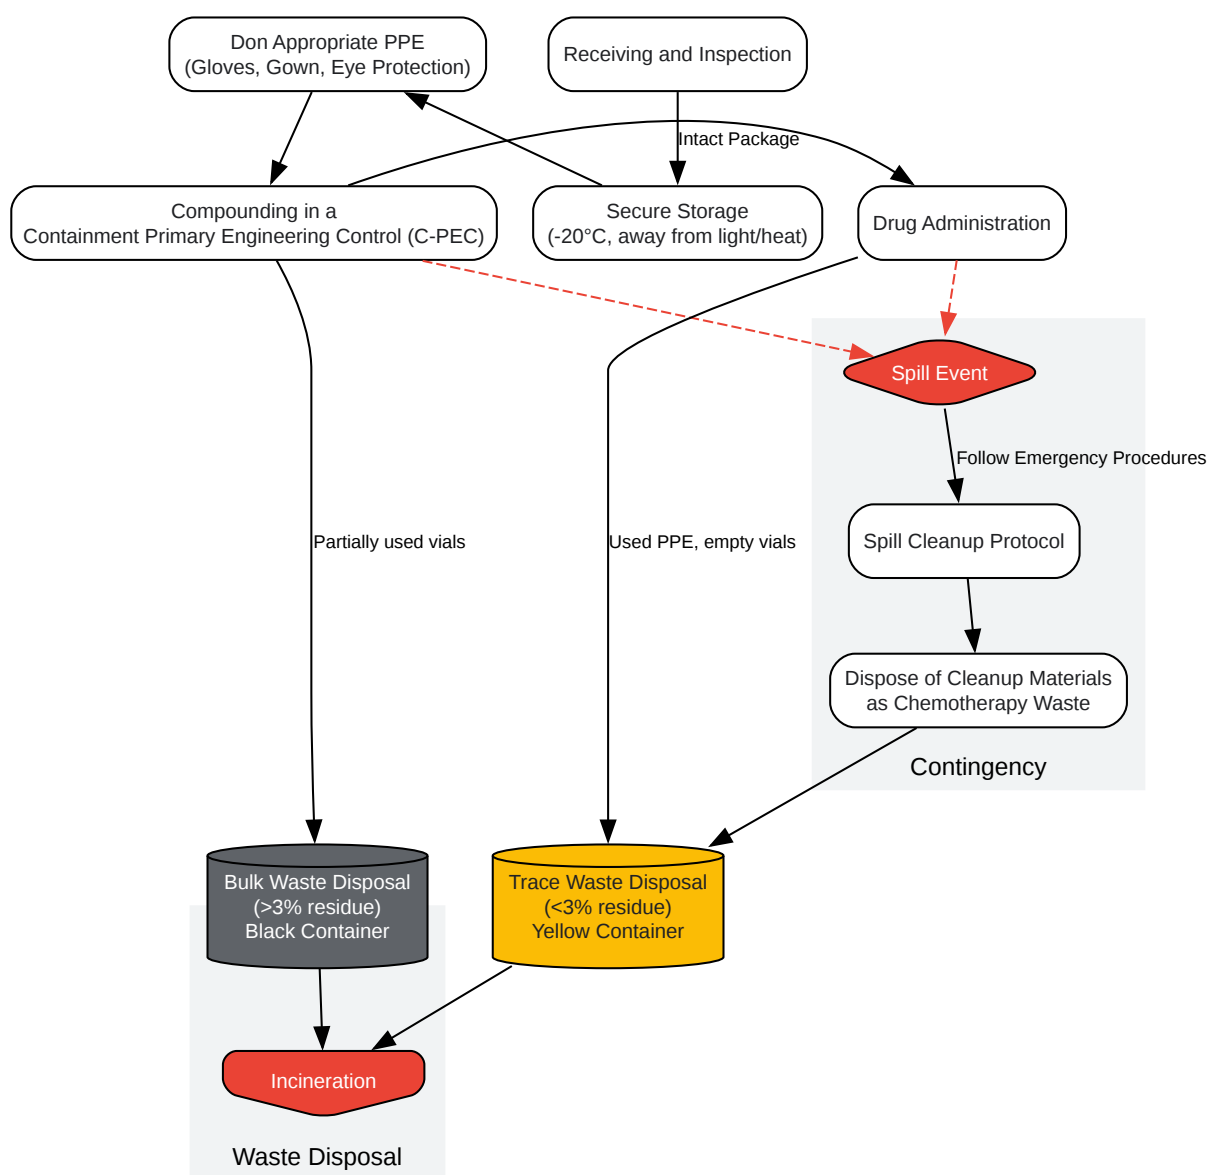 Don Appropriate PPE
(Gloves, Gown, Eye Protection)
Receiving and Inspection
Intact Package
Compounding in a
Containment Primary Engineering Control (C-PEC)
Secure Storage
(-20°C, away from light/heat)
Drug Administration
Spill Event
Follow Emergency Procedures
Partially used vials
Used PPE, empty vials
Spill Cleanup Protocol
Dispose of Cleanup Materials
as Chemotherapy Waste
Contingency
Bulk Waste Disposal
(>3% residue)
Black Container
Trace Waste Disposal
(<3% residue)
Yellow Container
Incineration
Waste Disposal